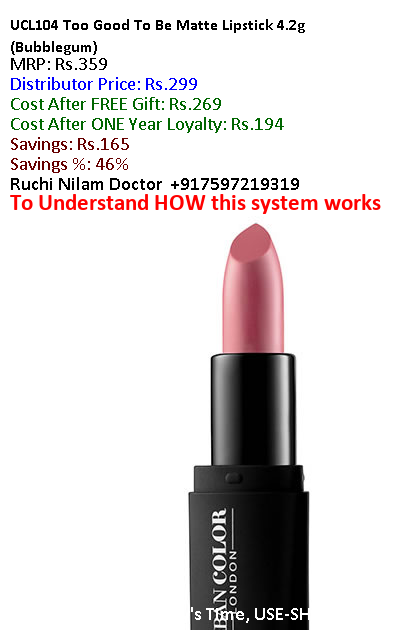 UCL104 Too Good To Be Matte Lipstick 4.2g
(Bubblegum)
MRP: Rs.359
Distributor Price: Rs.299
Cost After FREE Gift: Rs.269
Cost After ONE Year Loyalty: Rs.194
Savings: Rs.165
Savings %: 46%
Ruchi Nilam Doctor +917597219319
To Understand HOW this system works
BAN COLOR
LONDON
's Time, USE-SH